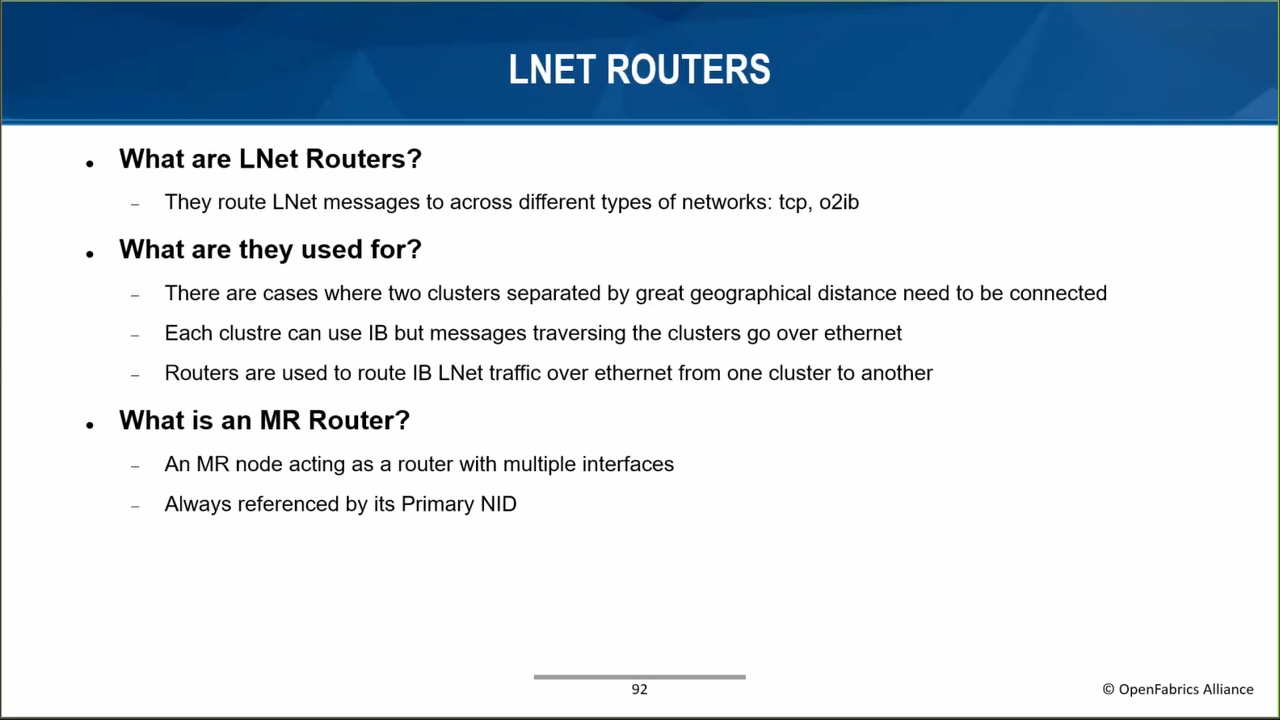 LNET ROUTERS
• What are LNet Routers?
– They route LNet messages to across different types of networks: tcp, o2ib
• What are they used for?
– There are cases where two clusters separated by great geographical distance need to be connected
– Each clustre can use IB but messages traversing the clusters go over ethernet
– Routers are used to route IB LNet traffic over ethernet from one cluster to another
• What is an MR Router?
– An MR node acting as a router with multiple interfaces
– Always referenced by its Primary NID
92
© OpenFabrics Alliance